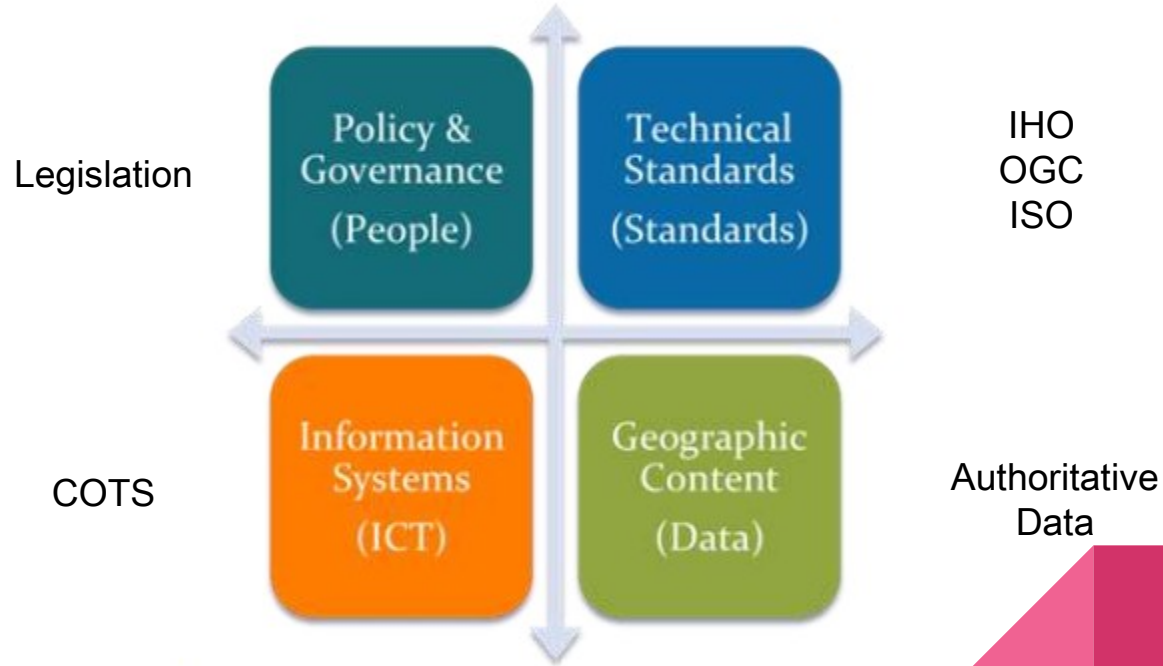 Legislation
Policy &
Governance
(People)
Technical
Standards
(Standards)
IHO
OGC
ISO
COTS
Information
Systems
(ICT)
Geographic
Content
(Data)
Authoritative
Data